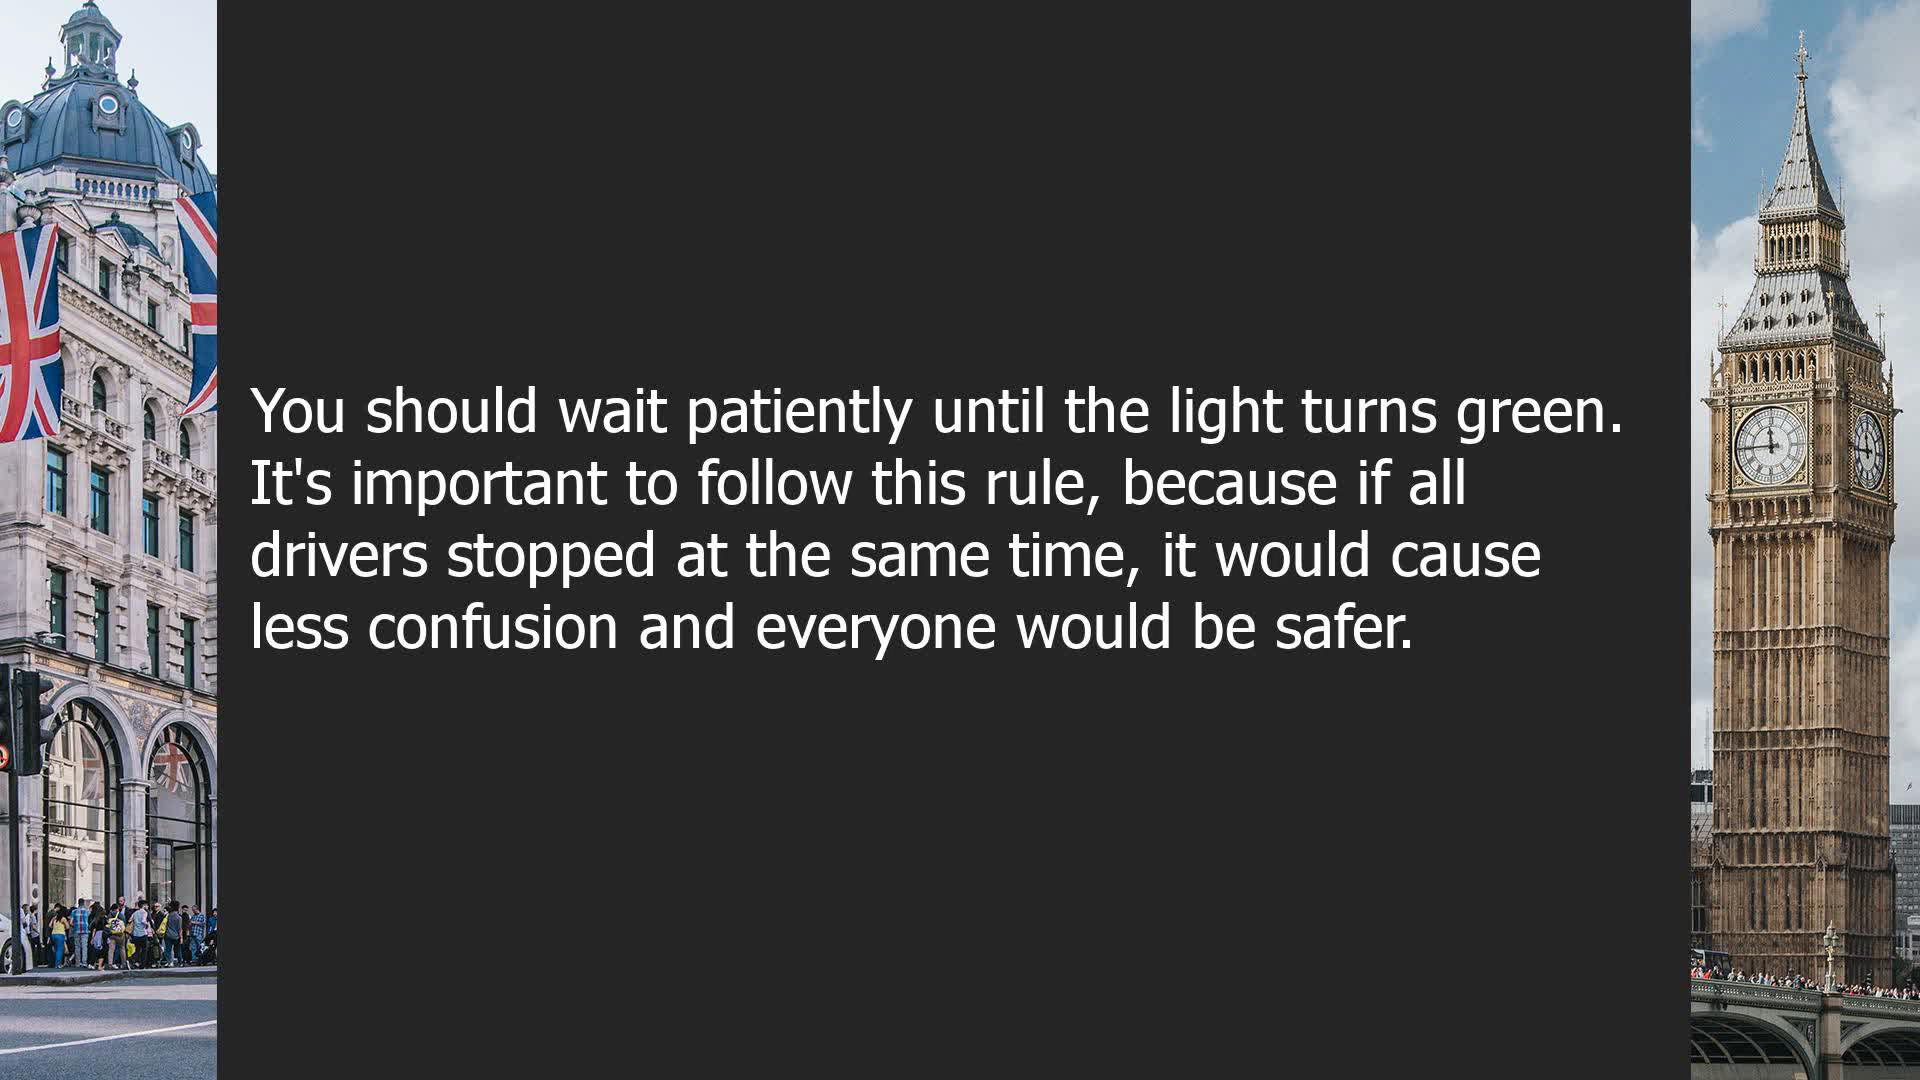 You should wait patiently until the light turns green.
It's important to follow this rule, because if all
drivers stopped at the same time, it would cause
less confusion and everyone would be safer.